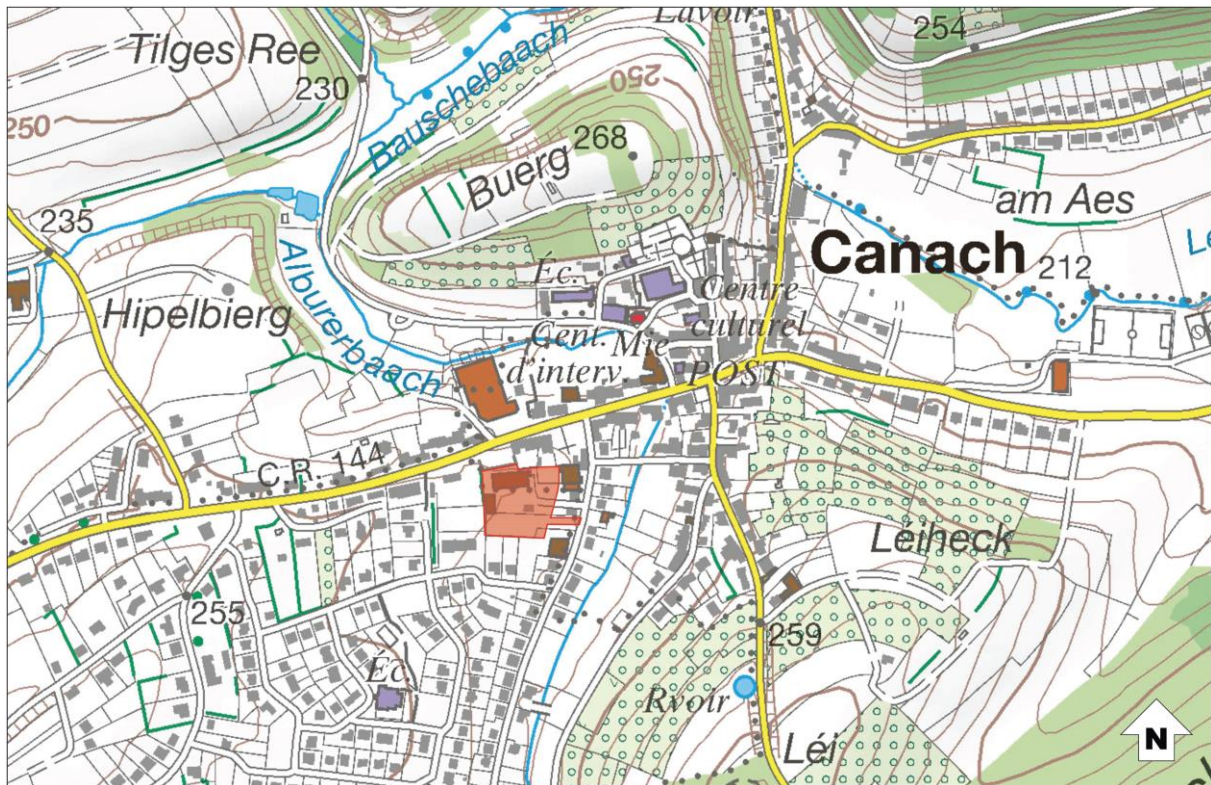 Lavoir
254
Tilges Ree
230
250
Bauschebaach
250
268
Buerg
235
am Aes
Canach
212
Le
Alburerbaach
Éc.
Hipelbierg
Centre
culturel
Cent.
d'interv.
Mie
POST
C.R. 144
Leiheck
255
259
Éc.
Rvoir
Léi
N